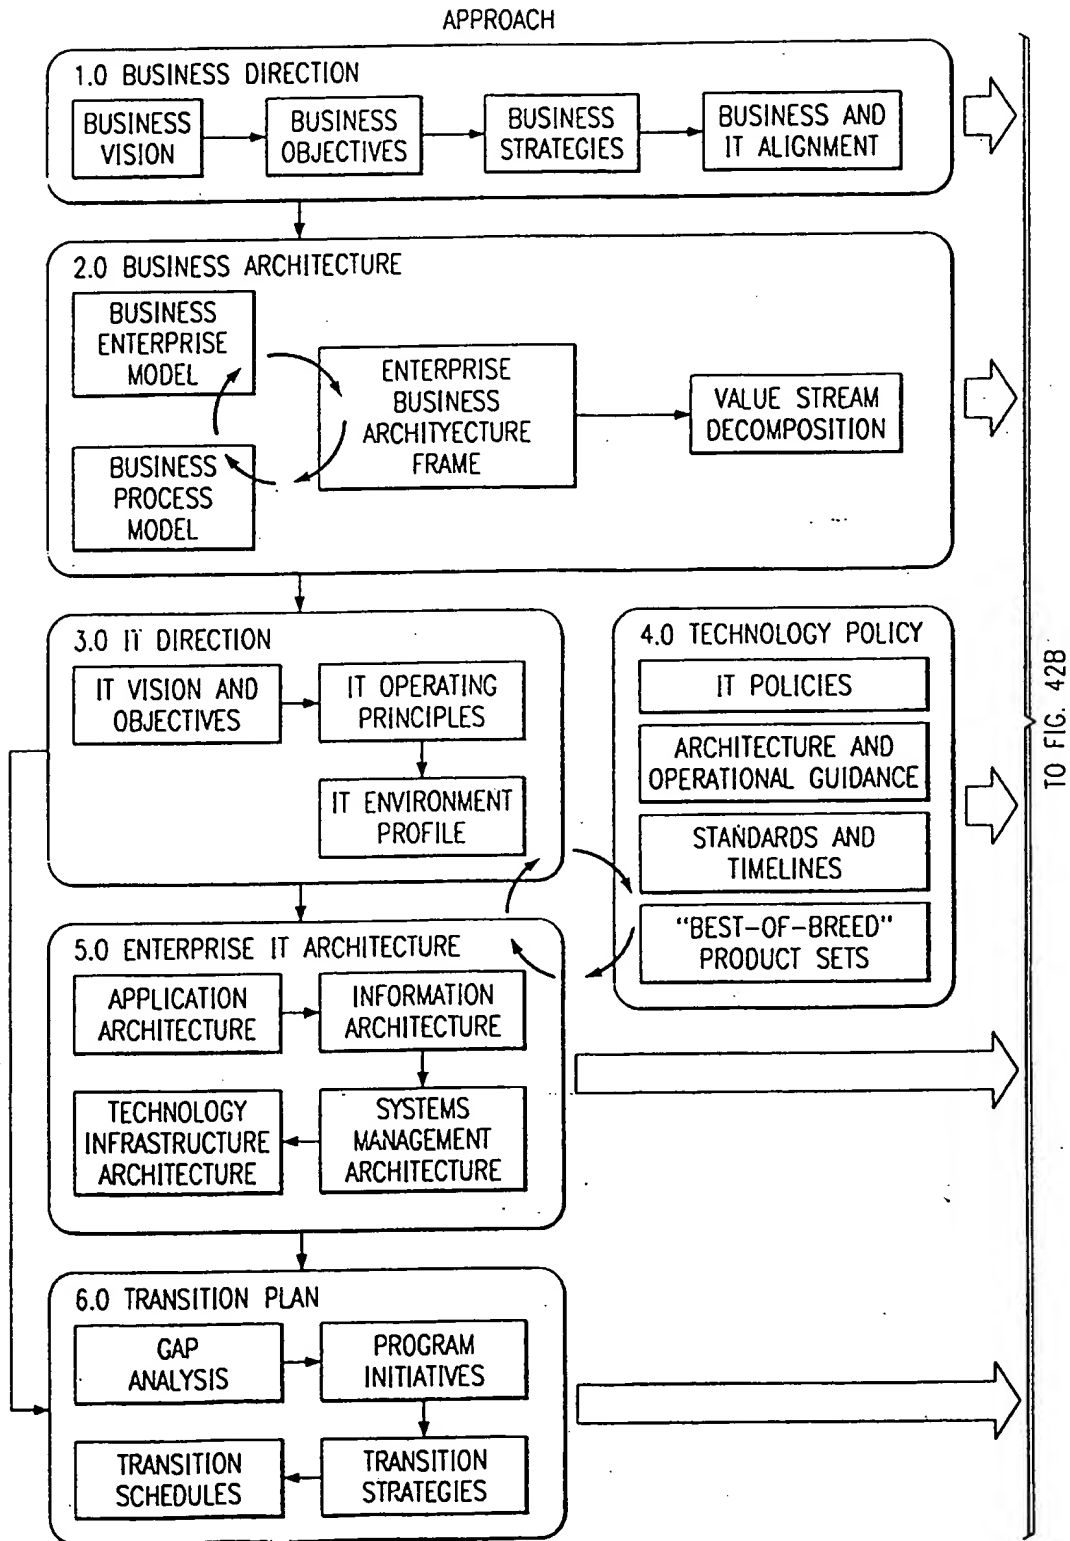 APPROACH
1.0 BUSINESS DIRECTION
BUSINESS
VISION
BUSINESS
OBJECTIVES
BUSINESS
STRATEGIES
BUSINESS AND
IT ALIGNMENT
2.0 BUSINESS ARCHITECTURE
BUSINESS
ENTERPRISE
MODEL
BUSINESS
PROCESS
MODEL
ENTERPRISE
BUSINESS
ARCHITYECTURE
FRAME
VALUE STREAM
DECOMPOSITION
3.0 IT DIRECTION
IT VISION AND
OBJECTIVES
IT OPERATING
PRINCIPLES
IT ENVIRONMENT
PROFILE
4.0 TECHNOLOGY POLICY
IT POLICIES
ARCHITECTURE AND
OPERATIONAL GUIDANCE
STANDARDS AND
TIMELINES
"BEST-OF-BREED"
PRODUCT SETS
5.0 ENTERPRISE IT ARCHITECTURE
APPLICATION
ARCHITECTURE
INFORMATION
ARCHITECTURE
TECHNOLOGY
INFRASTRUCTURE
ARCHITECTURE
SYSTEMS
MANAGEMENT
ARCHITECTURE
6.0 TRANSITION PLAN
GAP
ANALYSIS
PROGRAM
INITIATIVES
TRANSITION
SCHEDULES
TRANSITION
STRATEGIES
TO FIG. 42B